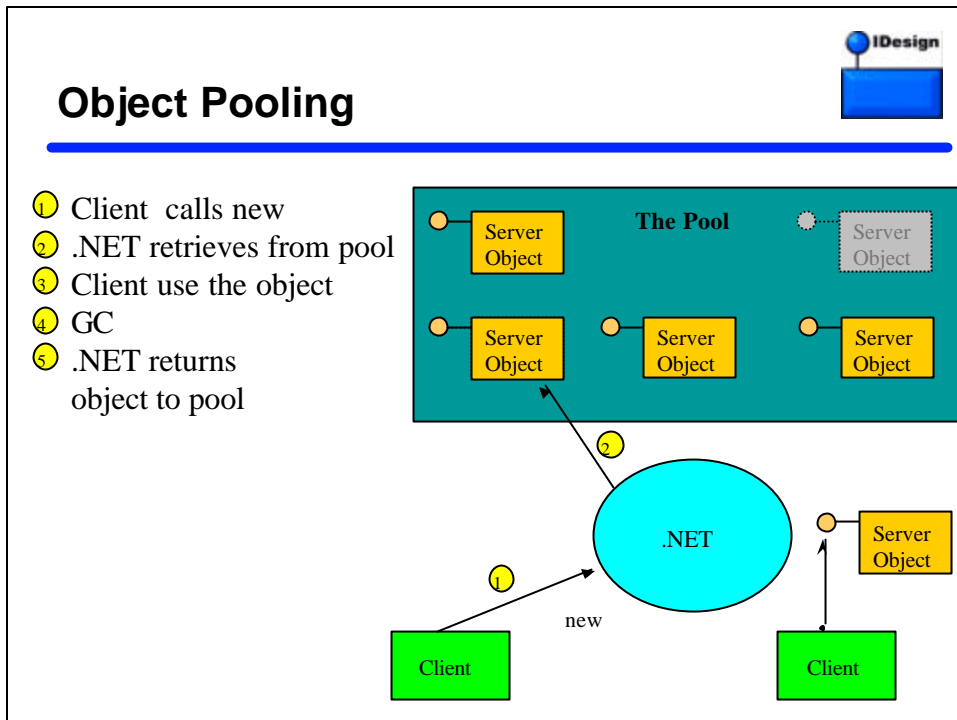 IDesign
Object Pooling
1 Client calls new
2 .NET retrieves from pool
3 Client use the object
4 GC
5 .NET returns
object to pool
The Pool
Server
Object
Server
Object
Server
Object
Server
Object
Server
Object
2
.NET
Server
Object
1
new
Client
Client